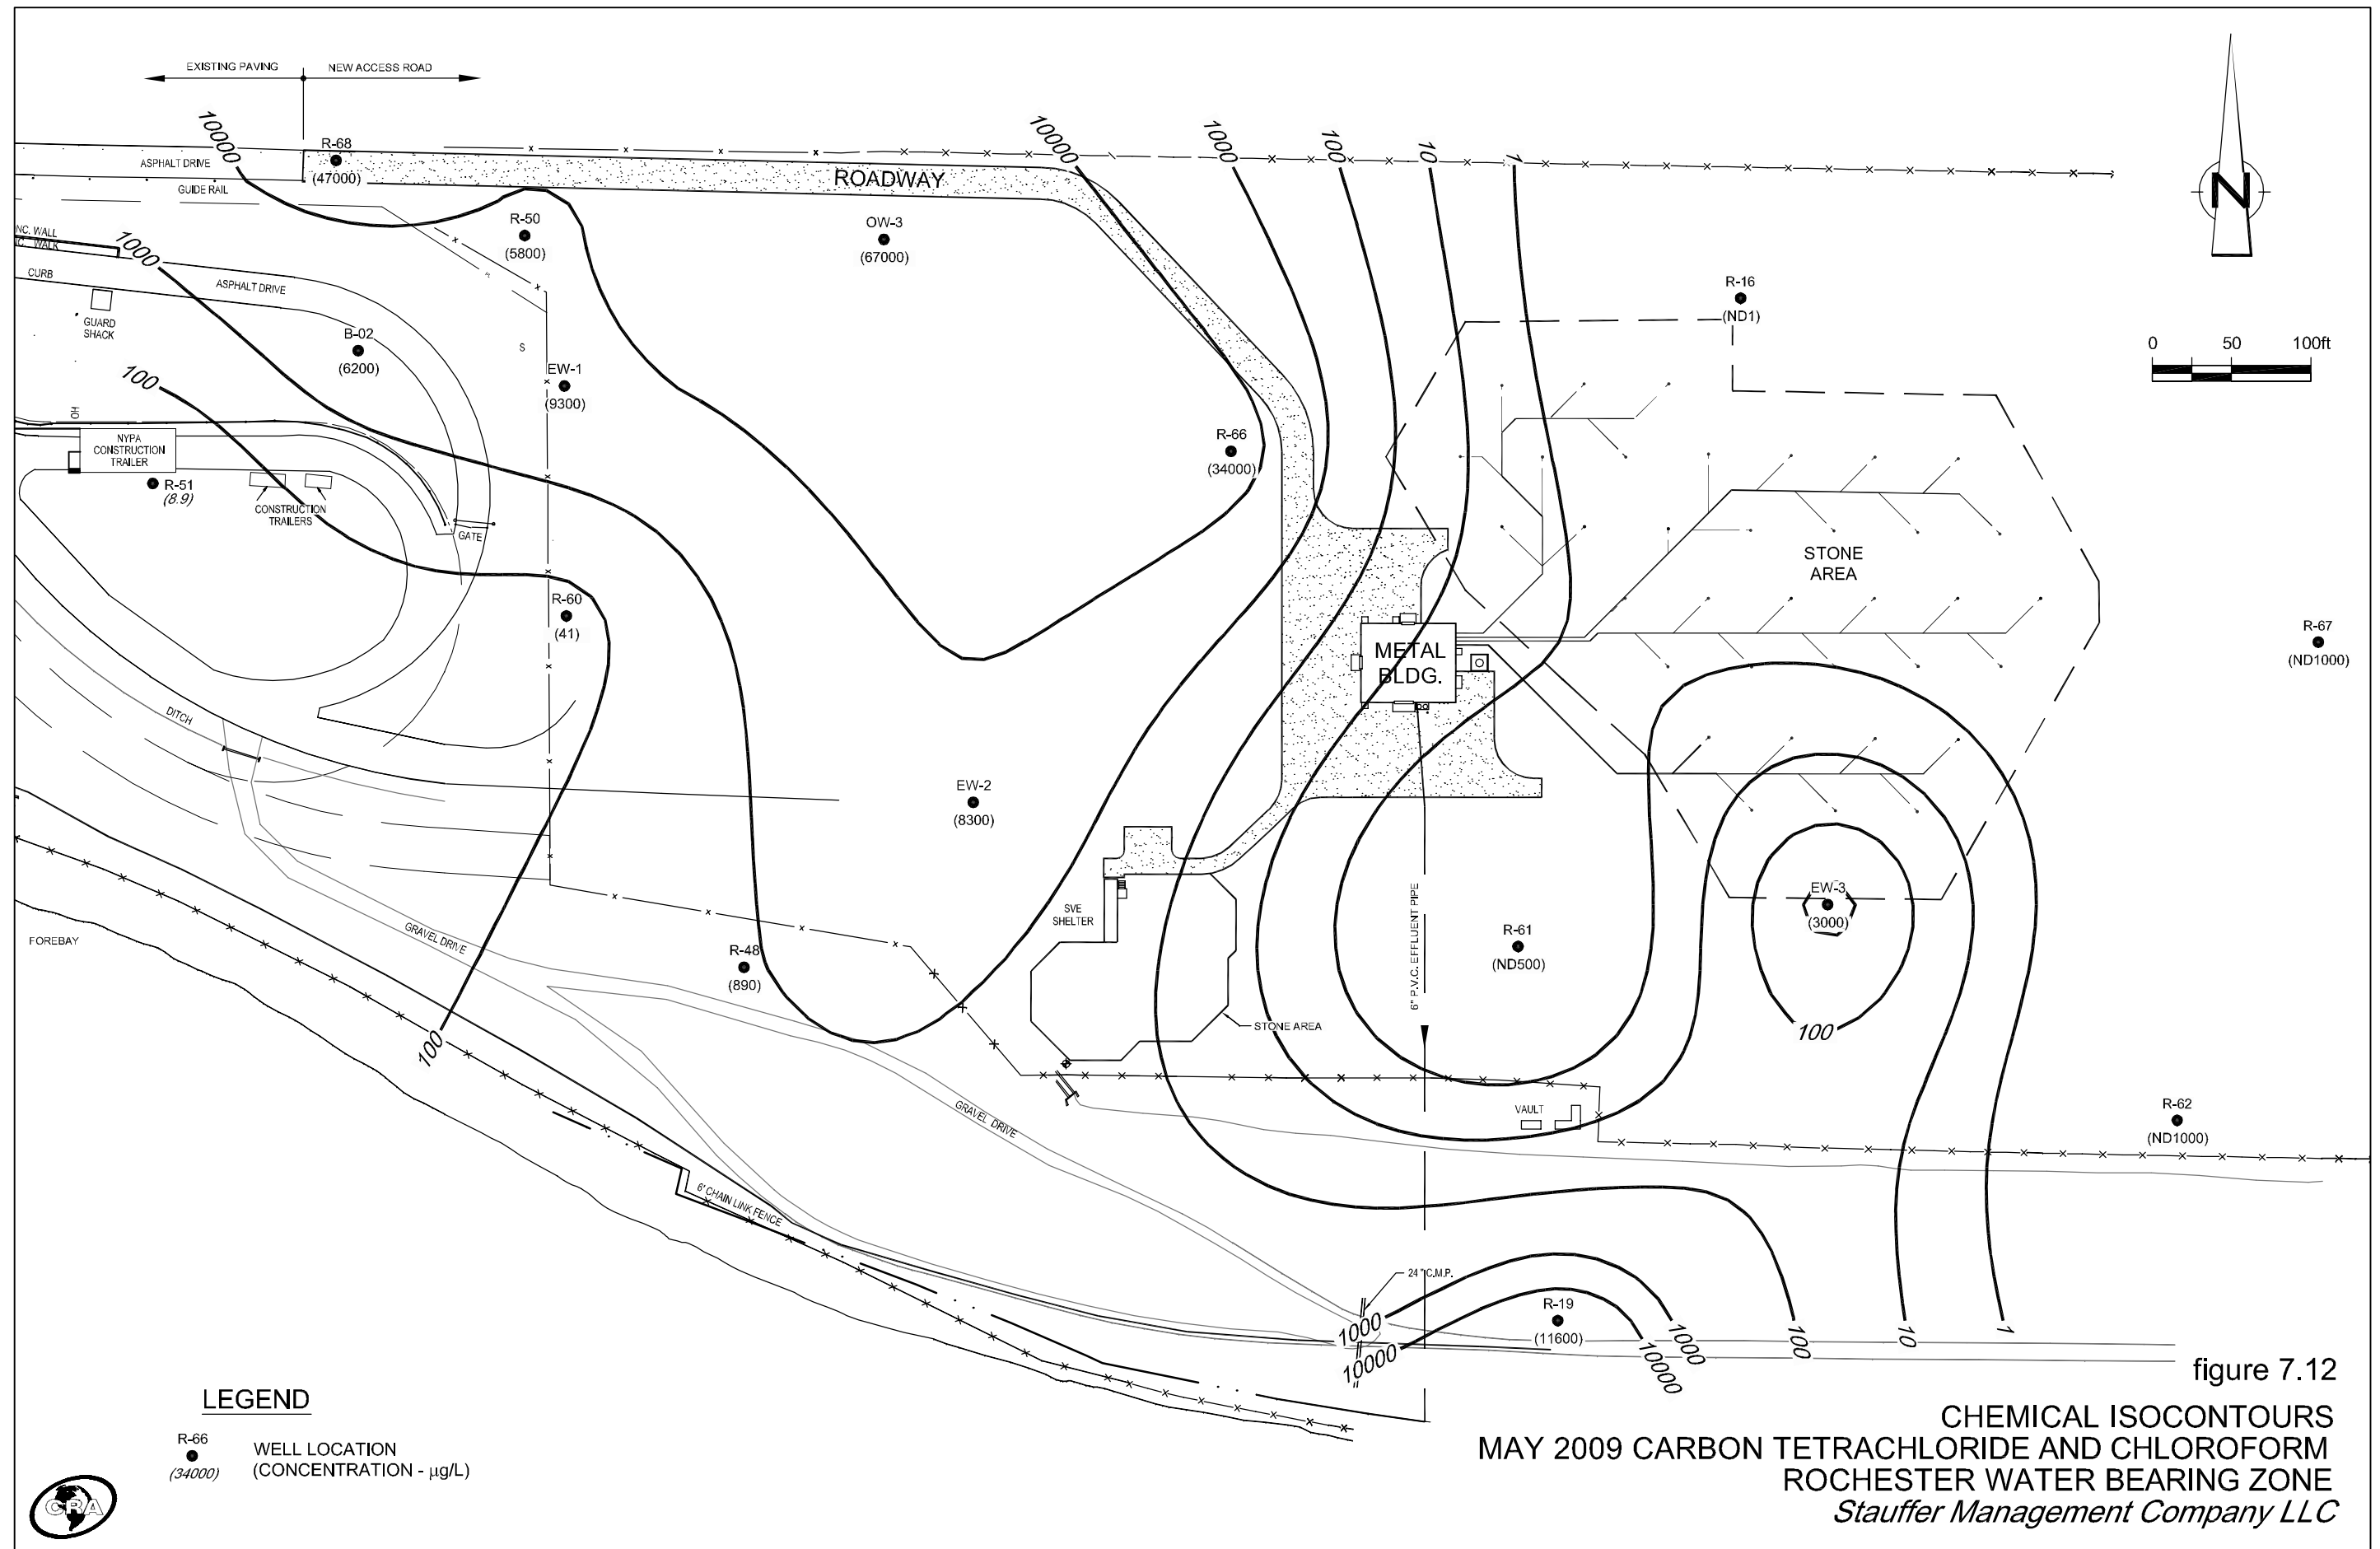 EXISTING PAVING
NEW ACCESS ROAD
10000
R-68
(47000)
ASPHALT DRIVE
GUIDE RAIL
ROADWAY
10000
1000
100
10
1
N
NC. WALL
NC. WALK
1000
R-50
(5800)
OW-3
(67000)
CURB
ASPHALT DRIVE
GUARD
SHACK
B-02
(6200)
S
EW-1
(9300)
R-16
(ND1)
0 50 100ft
100
OH
NYPA
CONSTRUCTION
TRAILER
R-51
(8.9)
CONSTRUCTION
TRAILERS
GATE
R-66
(34000)
STONE
AREA
R-60
(41)
METAL
BLDG.
R-67
(ND1000)
DITCH
EW-2
(8300)
SVE
SHELTER
6" P.V.C. EFFLUENT PIPE
EW-3
(3000)
FOREBAY
GRAVEL DRIVE
R-48
(890)
R-61
(ND500)
STONE AREA
100
100
GRAVEL DRIVE
VAULT
R-62
(ND1000)
6' CHAIN LINK FENCE
24" C.M.P.
R-19
(11600)
1000
10000
1000
10000
100
10
1
figure 7.12
LEGEND
R-66
(34000)
WELL LOCATION
(CONCENTRATION - μg/L)
CRA
CHEMICAL ISOCONTOURS
MAY 2009 CARBON TETRACHLORIDE AND CHLOROFORM
ROCHESTER WATER BEARING ZONE
Stauffer Management Company LLC